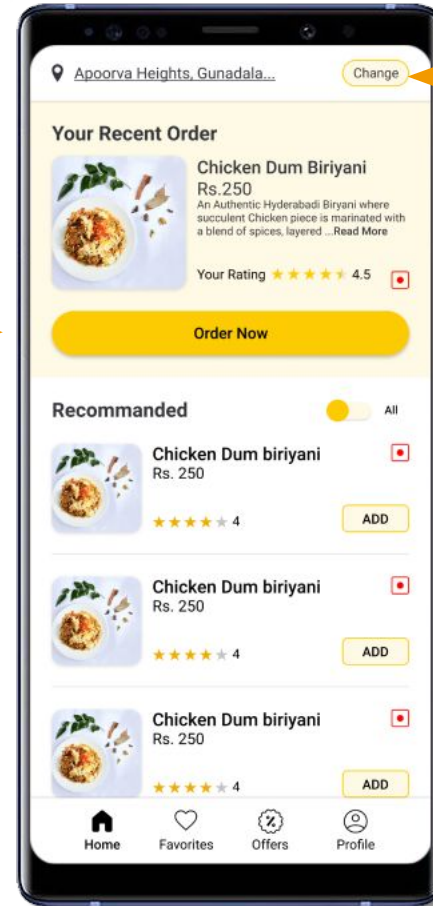 Apoorva Heights, Gunadala...
Change
Your Recent Order
Chicken Dum Biriyani
Rs.250
An Authentic Hyderabadi Biryani where
succulent Chicken piece is marinated with
a blend of spices, layered ...Read More
Your Rating 4.5
Order Now
Recommanded
All
Chicken Dum biriyani
Rs. 250
4
ADD
Chicken Dum biriyani
Rs. 250
4
ADD
Chicken Dum biriyani
Rs. 250
4
ADD
Home Favorites Offers Profile